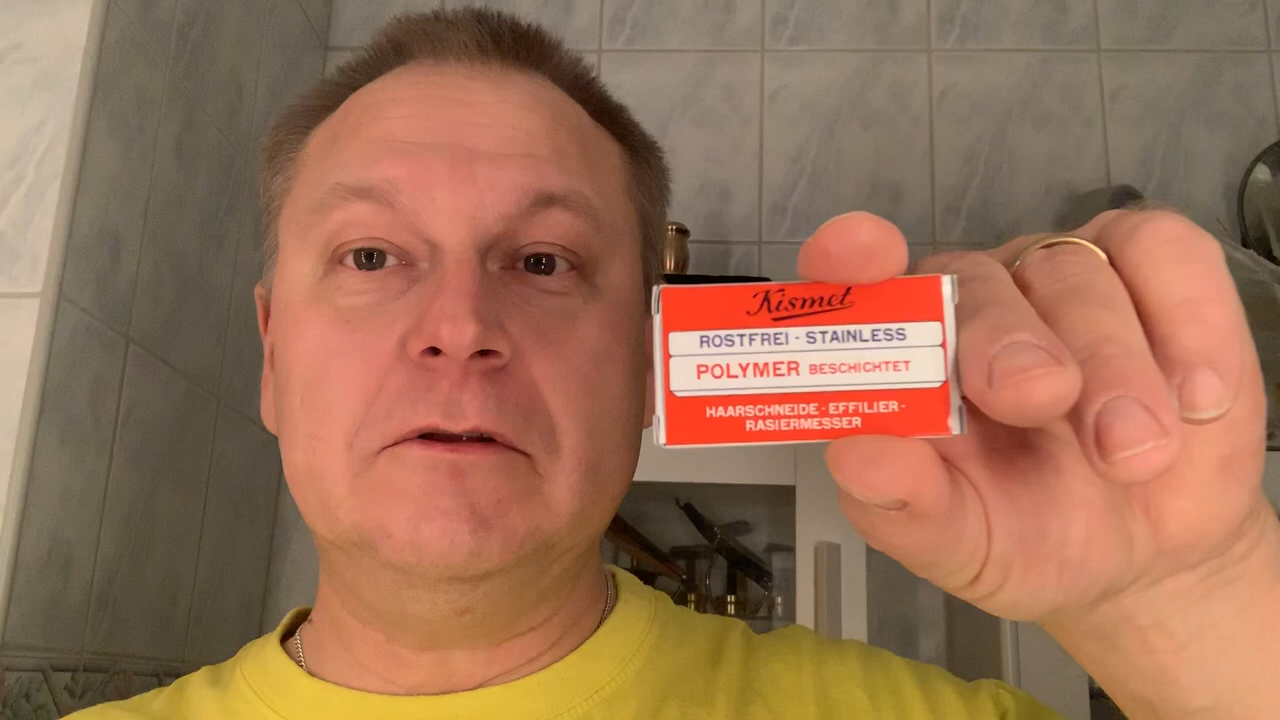 Kismet
ROSTFREI - STAINLESS
POLYMER BESCHICHTET
HAARSCHNEIDE - EFFILIER -
RASIERMESSER